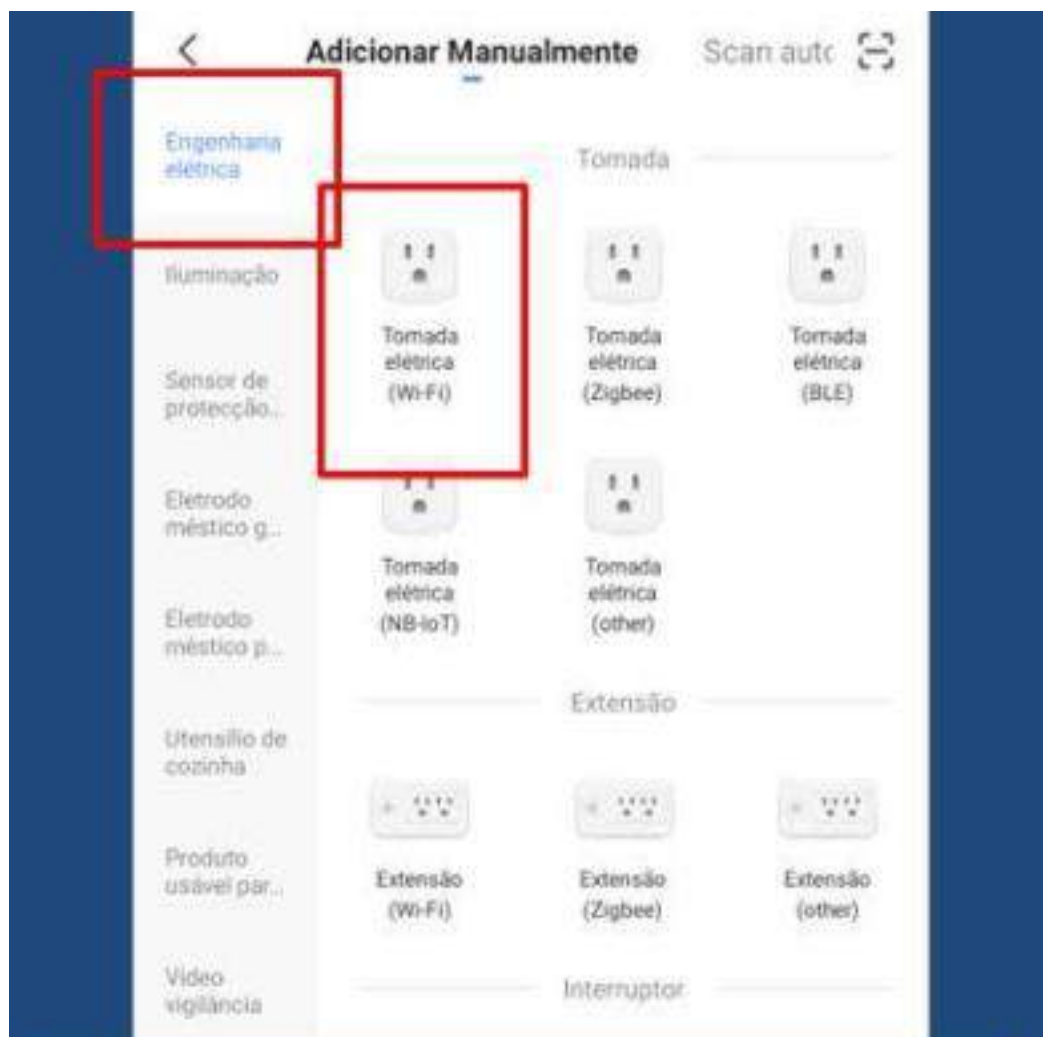 Adicionar Manualmente
Scan auto
Engenharia
elétrica
Iluminação
Sensor de
protecção...
Eletrodo
méstico g...
Eletrodo
méstico p...
Utensílio de
cozinha
Produto
usável par...
Vídeo
vigilância
Tomada
Tomada
elétrica
(Wi-Fi)
Tomada
elétrica
(Zigbee)
Tomada
elétrica
(BLE)
Tomada
elétrica
(NB-IoT)
Tomada
elétrica
(other)
Extensão
Extensão
(Wi-Fi)
Extensão
(Zigbee)
Extensão
(other)
Interruptor